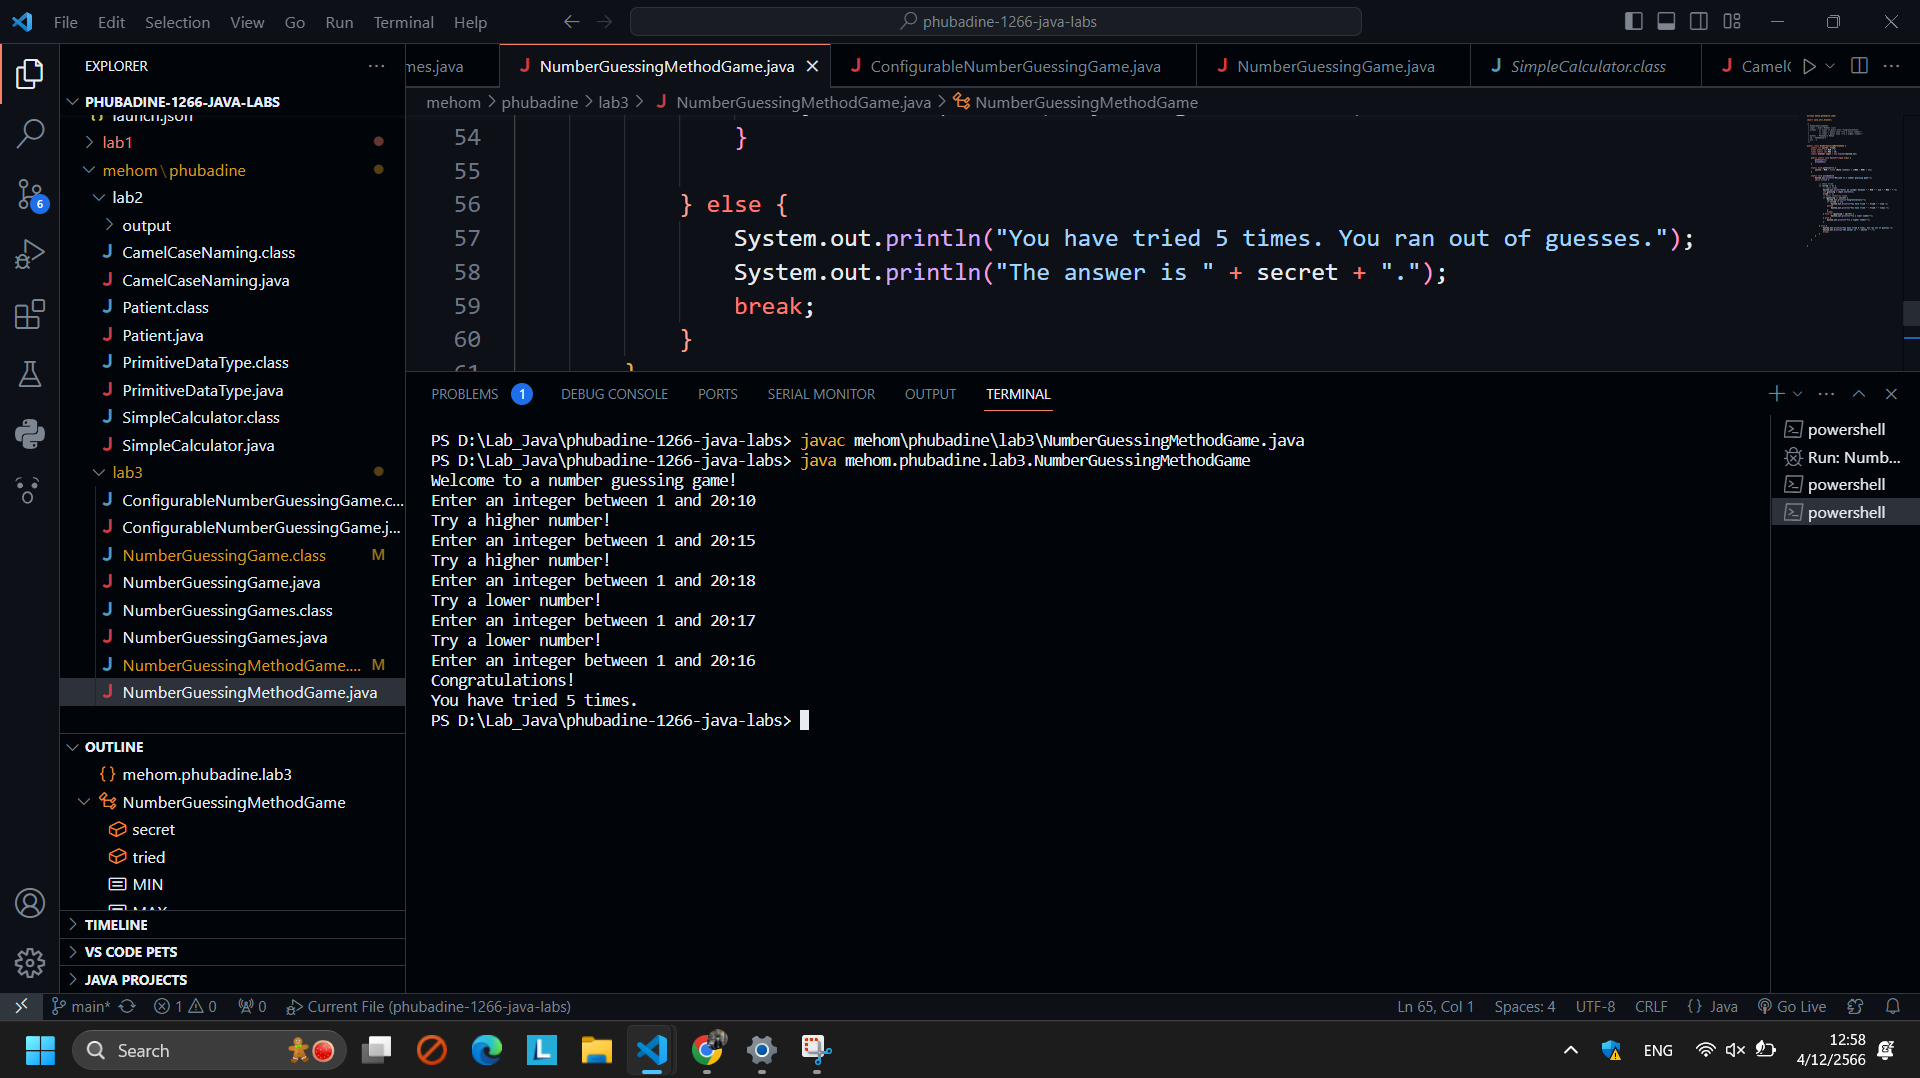 File Edit Selection View Go Run Terminal Help
phubadine-1266-java-labs
EXPLORER
PHUBADINE-1266-JAVA-LABS
launch.json
lab1
mehom\phubadine
lab2
output
CamelCaseNaming.class
CamelCaseNaming.java
Patient.class
Patient.java
PrimitiveDataType.class
PrimitiveDataType.java
SimpleCalculator.class
SimpleCalculator.java
lab3
ConfigurableNumberGuessingGame.c...
ConfigurableNumberGuessingGame.j...
NumberGuessingGame.class M
NumberGuessingGame.java
NumberGuessingGames.class
NumberGuessingGames.java
NumberGuessingMethodGame.... M
NumberGuessingMethodGame.java
OUTLINE
mehom.phubadine.lab3
NumberGuessingMethodGame
secret
tried
MIN
MAX
TIMELINE
VS CODE PETS
JAVA PROJECTS
6
mes.java NumberGuessingMethodGame.java ConfigurableNumberGuessingGame.java NumberGuessingGame.java SimpleCalculator.class CamelC
mehom > phubadine > lab3 > NumberGuessingMethodGame.java > NumberGuessingMethodGame
54 }
55
56 } else {
57 System.out.println("You have tried 5 times. You ran out of guesses.");
58 System.out.println("The answer is " + secret + ".");
59 break;
60 }
61 }
PROBLEMS 1 DEBUG CONSOLE PORTS SERIAL MONITOR OUTPUT TERMINAL
PS D:\Lab_Java\phubadine-1266-java-labs> javac mehom\phubadine\lab3\NumberGuessingMethodGame.java
PS D:\Lab_Java\phubadine-1266-java-labs> java mehom.phubadine.lab3.NumberGuessingMethodGame
Welcome to a number guessing game!
Enter an integer between 1 and 20:10
Try a higher number!
Enter an integer between 1 and 20:15
Try a higher number!
Enter an integer between 1 and 20:18
Try a lower number!
Enter an integer between 1 and 20:17
Try a lower number!
Enter an integer between 1 and 20:16
Congratulations!
You have tried 5 times.
PS D:\Lab_Java\phubadine-1266-java-labs>
powershell
Run: Numb...
powershell
powershell
main* 1 0 0 Current File (phubadine-1266-java-labs) Ln 65, Col 1 Spaces: 4 UTF-8 CRLF {} Java Go Live
Search
ENG
12:58
4/12/2566